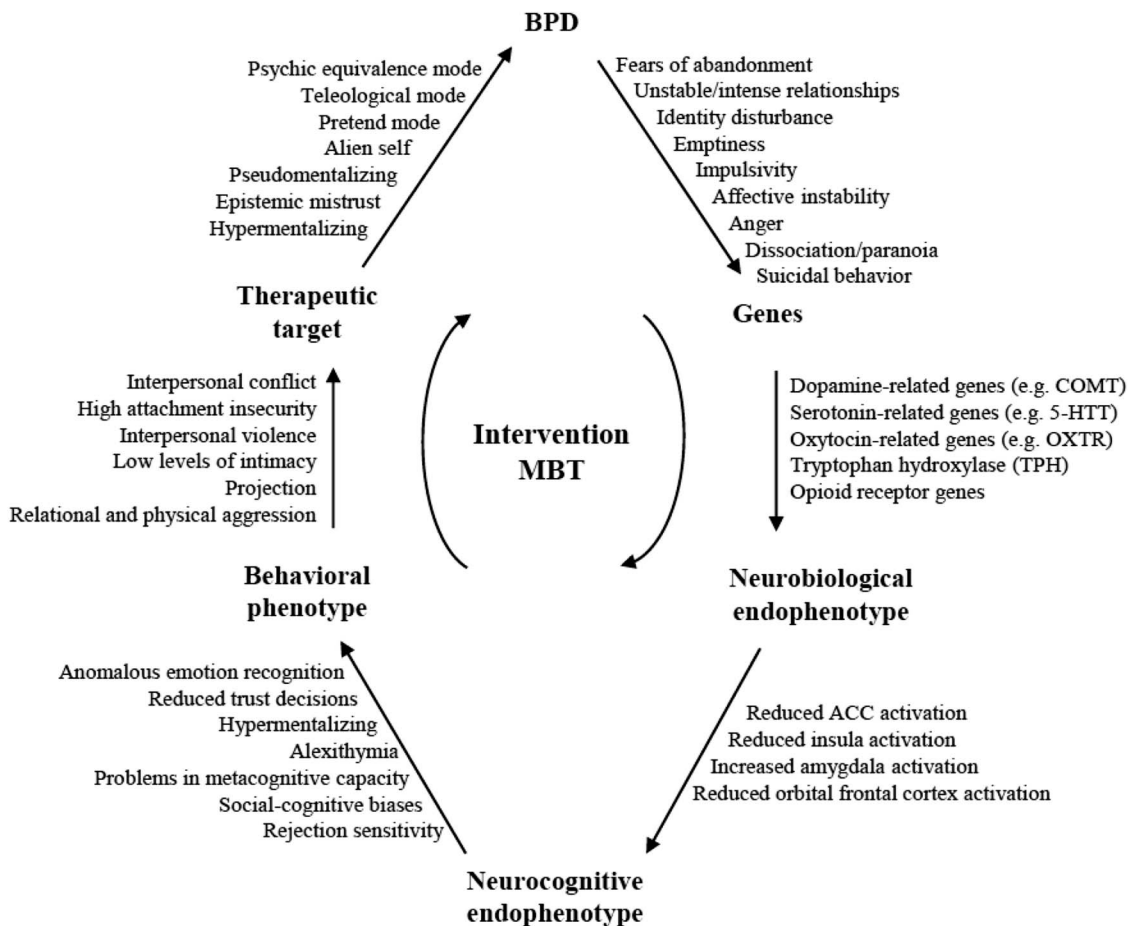 BPD
Psychic equivalence mode
Teleological mode
Pretend mode
Alien self
Pseudomentalizing
Epistemic mistrust
Hypermentalizing
Fears of abandonment
Unstable/intense relationships
Identity disturbance
Emptiness
Impulsivity
Affective instability
Anger
Dissociation/paranoia
Suicidal behavior
Therapeutic
target
Genes
Interpersonal conflict
High attachment insecurity
Interpersonal violence
Low levels of intimacy
Projection
Relational and physical aggression
Intervention
MBT
Dopamine-related genes (e.g. COMT)
Serotonin-related genes (e.g. 5-HTT)
Oxytocin-related genes (e.g. OXTR)
Tryptophan hydroxylase (TPH)
Opioid receptor genes
Behavioral
phenotype
Neurobiological
endophenotype
Anomalous emotion recognition
Reduced trust decisions
Hypermentalizing
Alexithymia
Problems in metacognitive capacity
Social-cognitive biases
Rejection sensitivity
Reduced ACC activation
Reduced insula activation
Increased amygdala activation
Reduced orbital frontal cortex activation
Neurocognitive
endophenotype